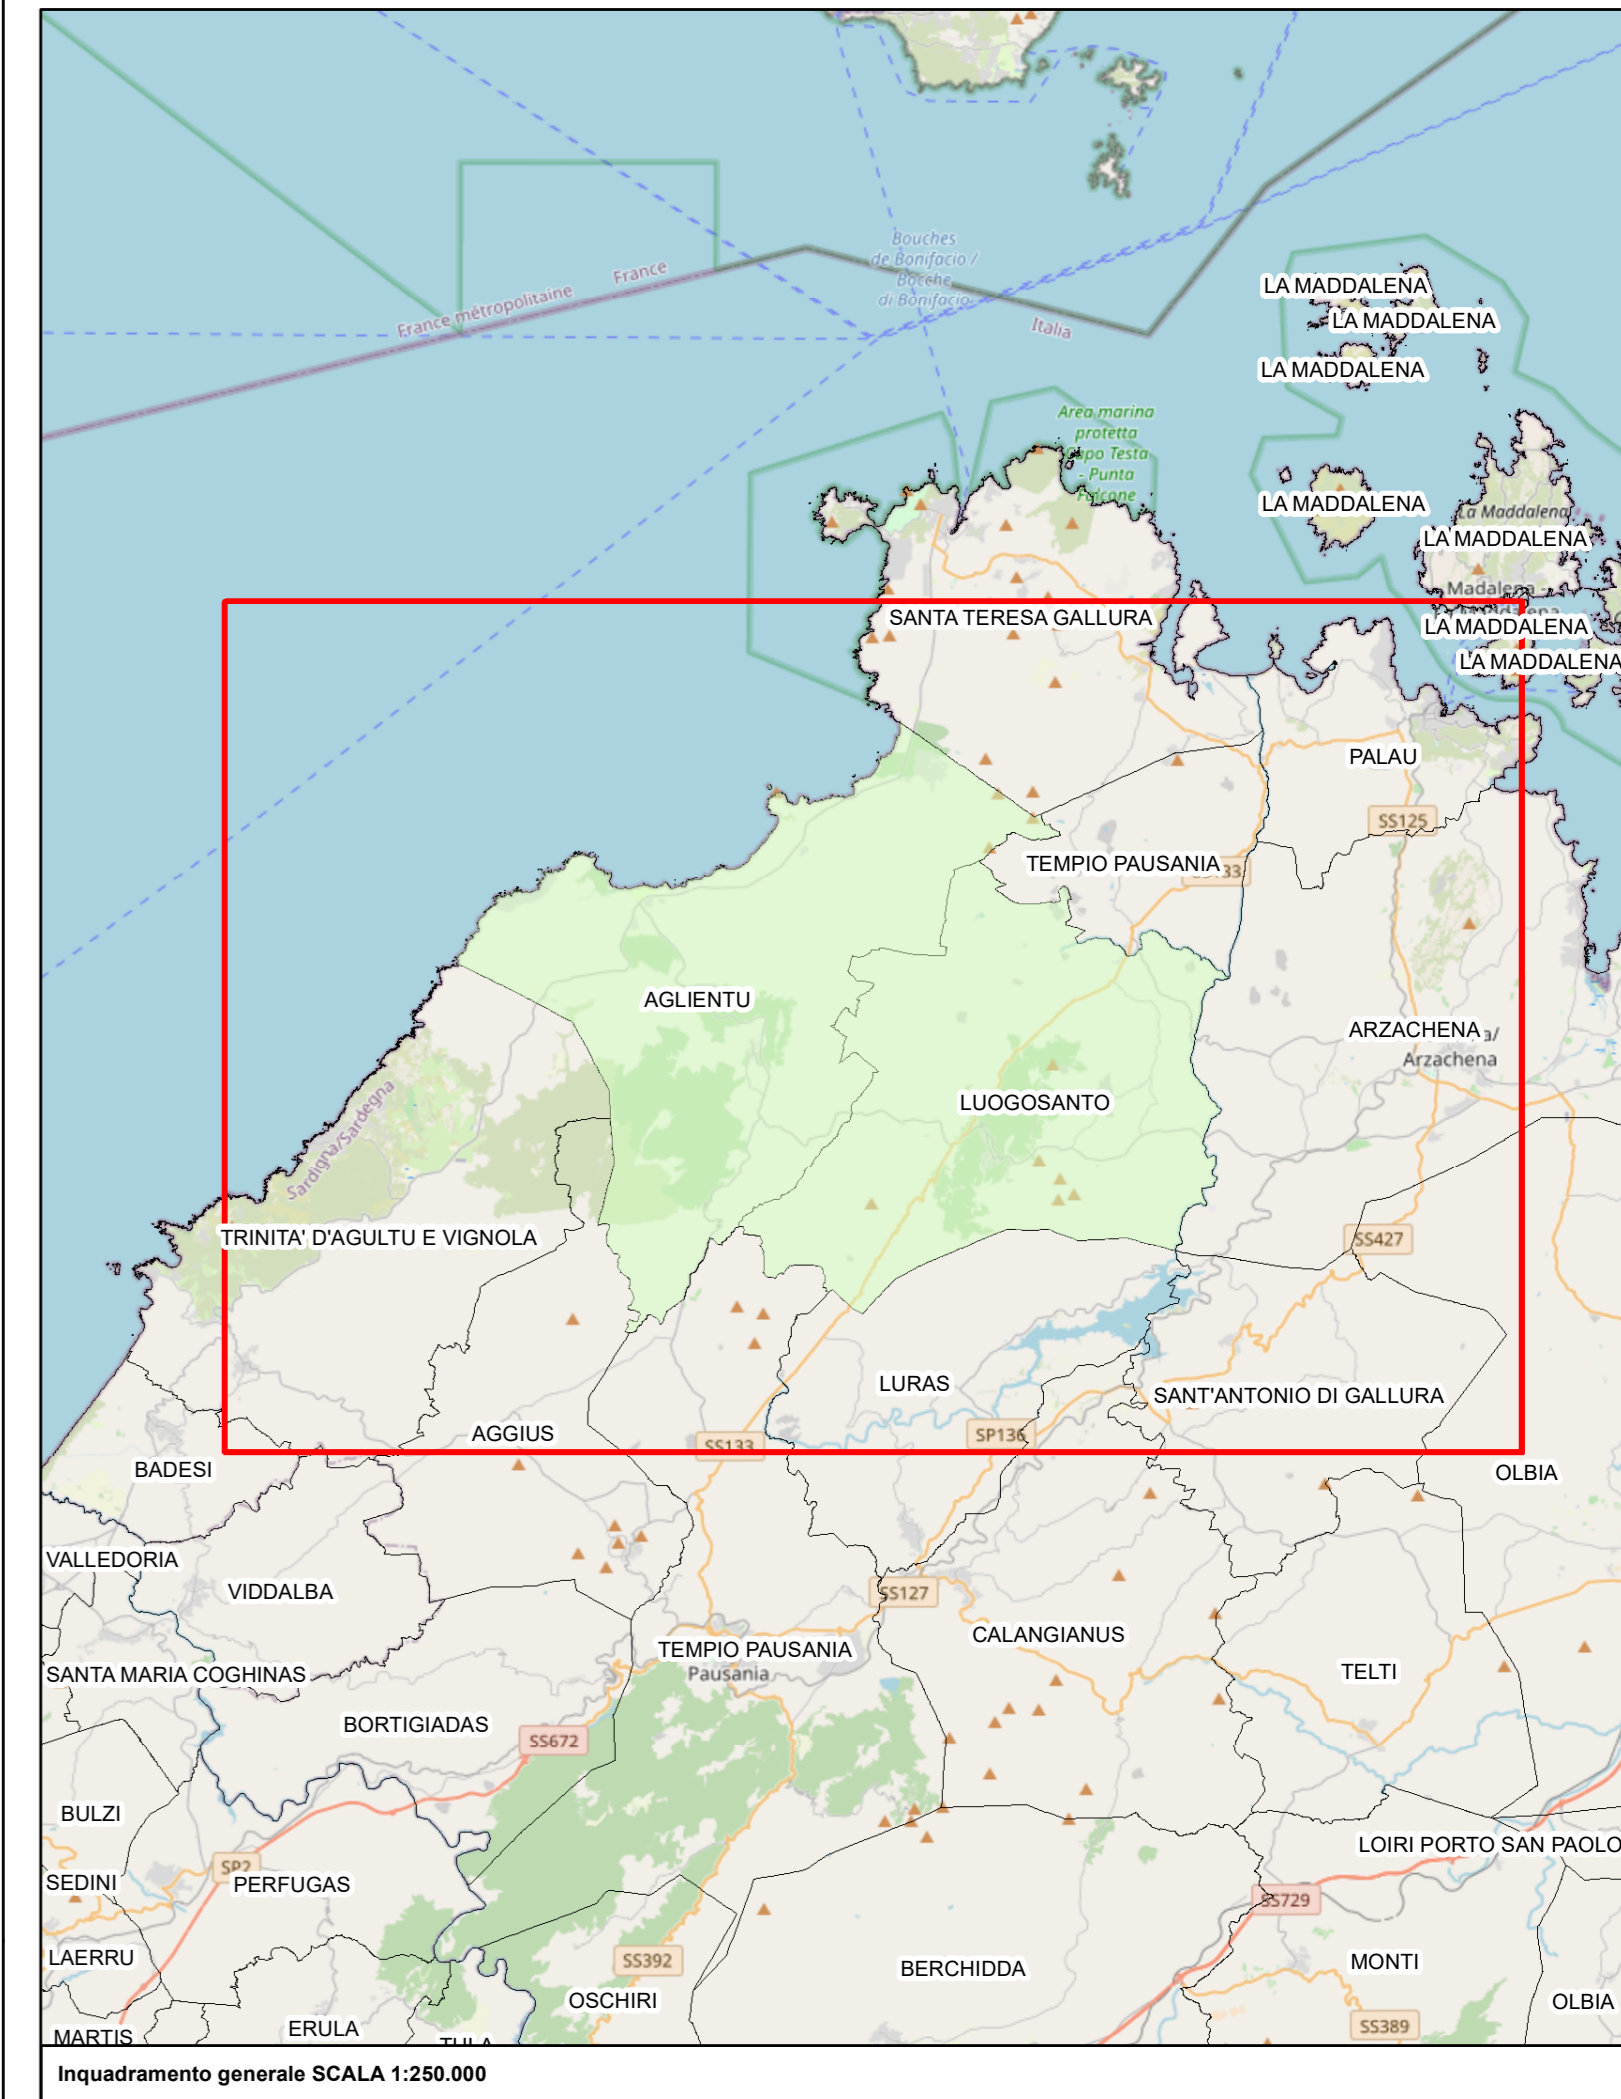 Bouches
de Bonifacio /
Bocche
di Bonifacio
France
France métropolitaine
Italia
LA MADDALENA
LA MADDALENA
LA MADDALENA
Area marina
protetta
Capo Testa
- Punta
Falcone
LA MADDALENA
La Maddalena
LA MADDALENA
Madalena -
SANTA TERESA GALLURA
LA MADDALENA
LA MADDALENA
PALAU
SS125
TEMPIO PAUSANIA
AGLIENTU
ARZACHENA
Arzachena
LUOGOSANTO
Sardigna/Sardegna
TRINITA' D'AGULTU E VIGNOLA
SS427
LURAS
SANT'ANTONIO DI GALLURA
AGGIUS
SS133
SP136
BADESI
OLBIA
VALLEDORIA
VIDDALBA
SS127
CALANGIANUS
TEMPIO PAUSANIA
Pausania
SANTA MARIA COGHINAS
TELTI
BORTIGIADAS
SS672
BULZI
LOIRI PORTO SAN PAOLO
SP2
SEDINI
PERFUGAS
SS729
LAERRU
SS392
BERCHIDDA
MONTI
OSCHIRI
OLBIA
MARTIS
ERULA
TULA
SS389
Inquadramento generale SCALA 1:250.000